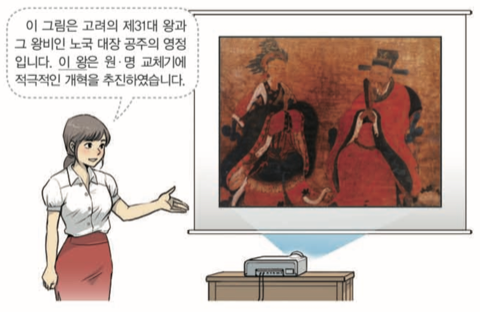 이 그림은 고려의 제31대 왕과
그 왕비인 노국 대장 공주의 영정
입니다. 이 왕은 원·명 교체기에
적극적인 개혁을 추진하였습니다.